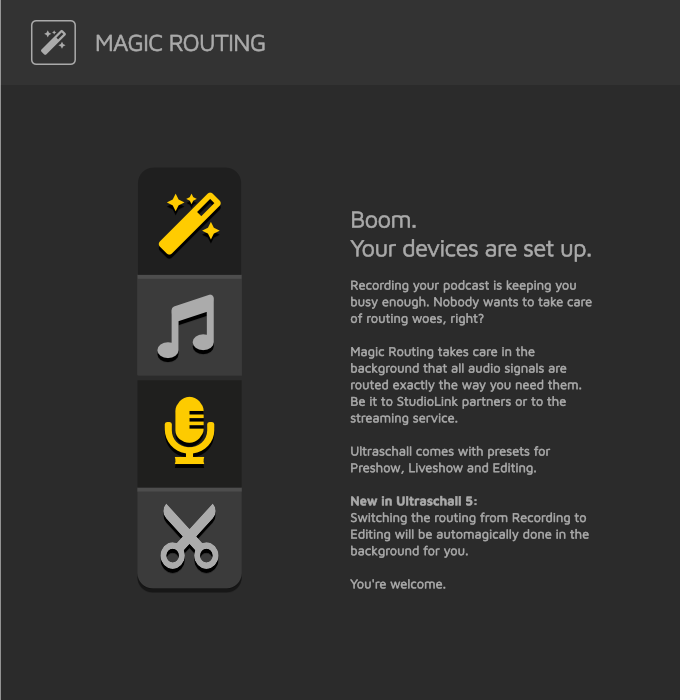 MAGIC ROUTING
Boom.
Your devices are set up.
Recording your podcast is keeping you
busy enough. Nobody wants to take care
of routing woes, right?
Magic Routing takes care in the
background that all audio signals are
routed exactly the way you need them.
Be it to StudioLink partners or to the
streaming service.
Ultraschall comes with presets for
Preshow, Liveshow and Editing.
New in Ultraschall 5:
Switching the routing from Recording to
Editing will be automagically done in the
background for you.
You're welcome.